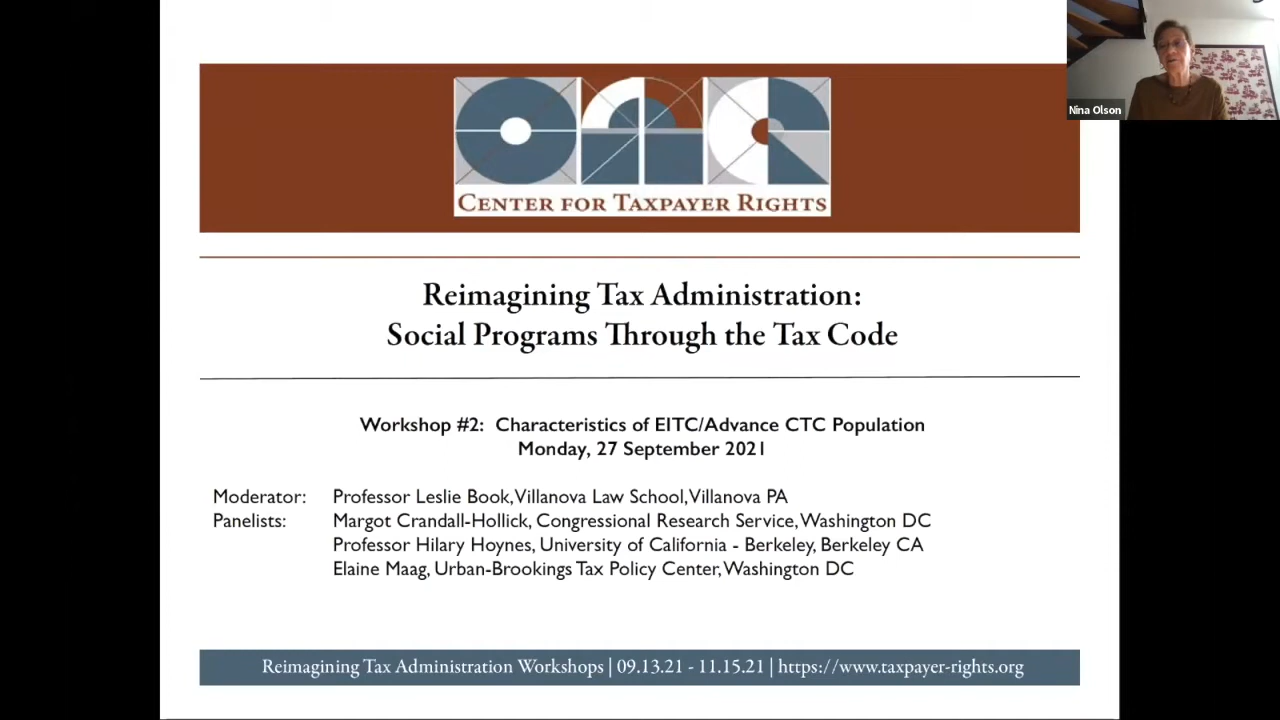 Nina Olson
CENTER FOR TAXPAYER RIGHTS
Reimagining Tax Administration:
Social Programs Through the Tax Code
Workshop #2: Characteristics of EITC/Advance CTC Population
Monday, 27 September 2021
Moderator: Professor Leslie Book, Villanova Law School, Villanova PA
Panelists: Margot Crandall-Hollick, Congressional Research Service, Washington DC
Professor Hilary Hoynes, University of California - Berkeley, Berkeley CA
Elaine Maag, Urban-Brookings Tax Policy Center, Washington DC
Reimagining Tax Administration Workshops | 09.13.21 - 11.15.21 | https://www.taxpayer-rights.org